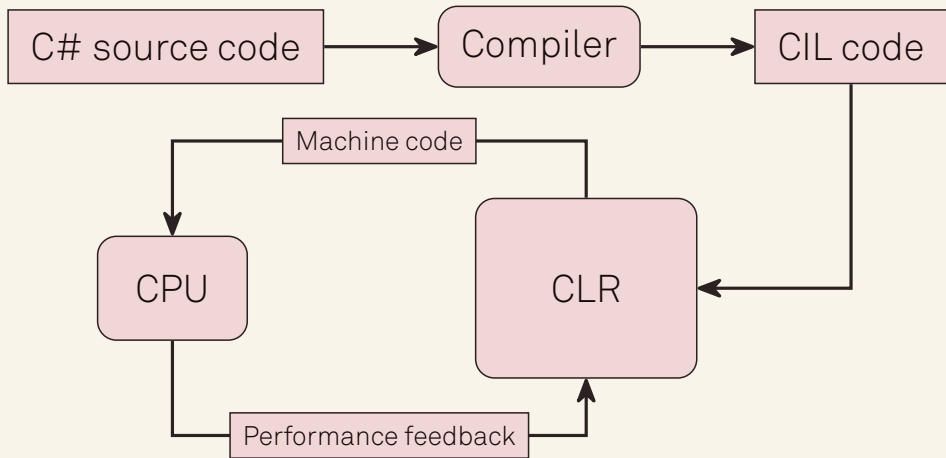 C# source code
Compiler
CIL code
Machine code
CPU
CLR
Performance feedback